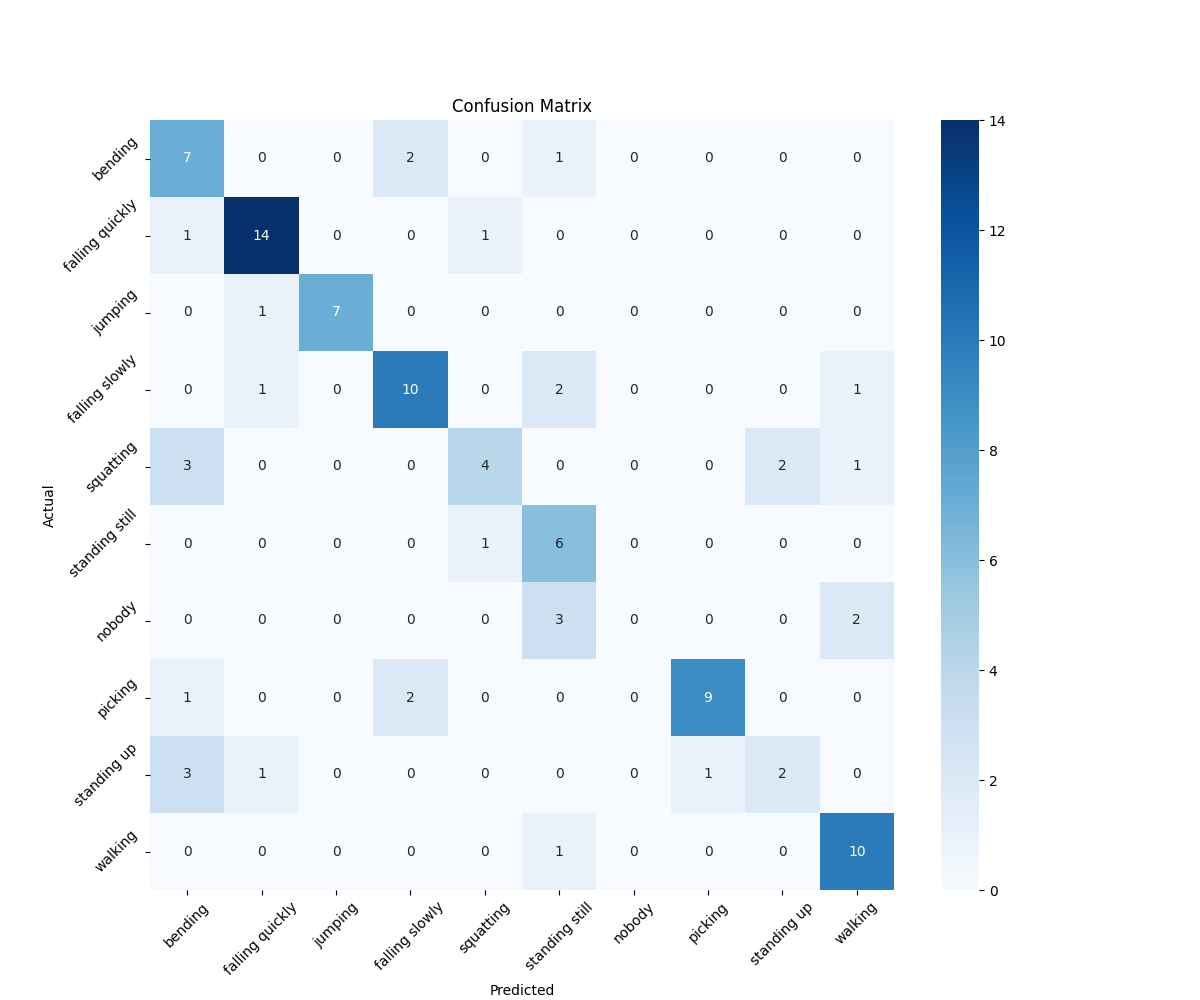 Confusion Matrix
bending 7 0 0 2 0 1 0 0 0 0
falling quickly 1 14 0 0 1 0 0 0 0 0
jumping 0 1 7 0 0 0 0 0 0 0
falling slowly 0 1 0 10 0 2 0 0 0 1
squatting 3 0 0 0 4 0 0 0 2 1
standing still 0 0 0 0 1 6 0 0 0 0
nobody 0 0 0 0 0 3 0 0 0 2
picking 1 0 0 2 0 0 0 9 0 0
standing up 3 1 0 0 0 0 0 1 2 0
walking 0 0 0 0 0 1 0 0 0 10
Actual
bending falling quickly jumping falling slowly squatting standing still nobody picking standing up walking
Predicted
14
12
10
8
6
4
2
0